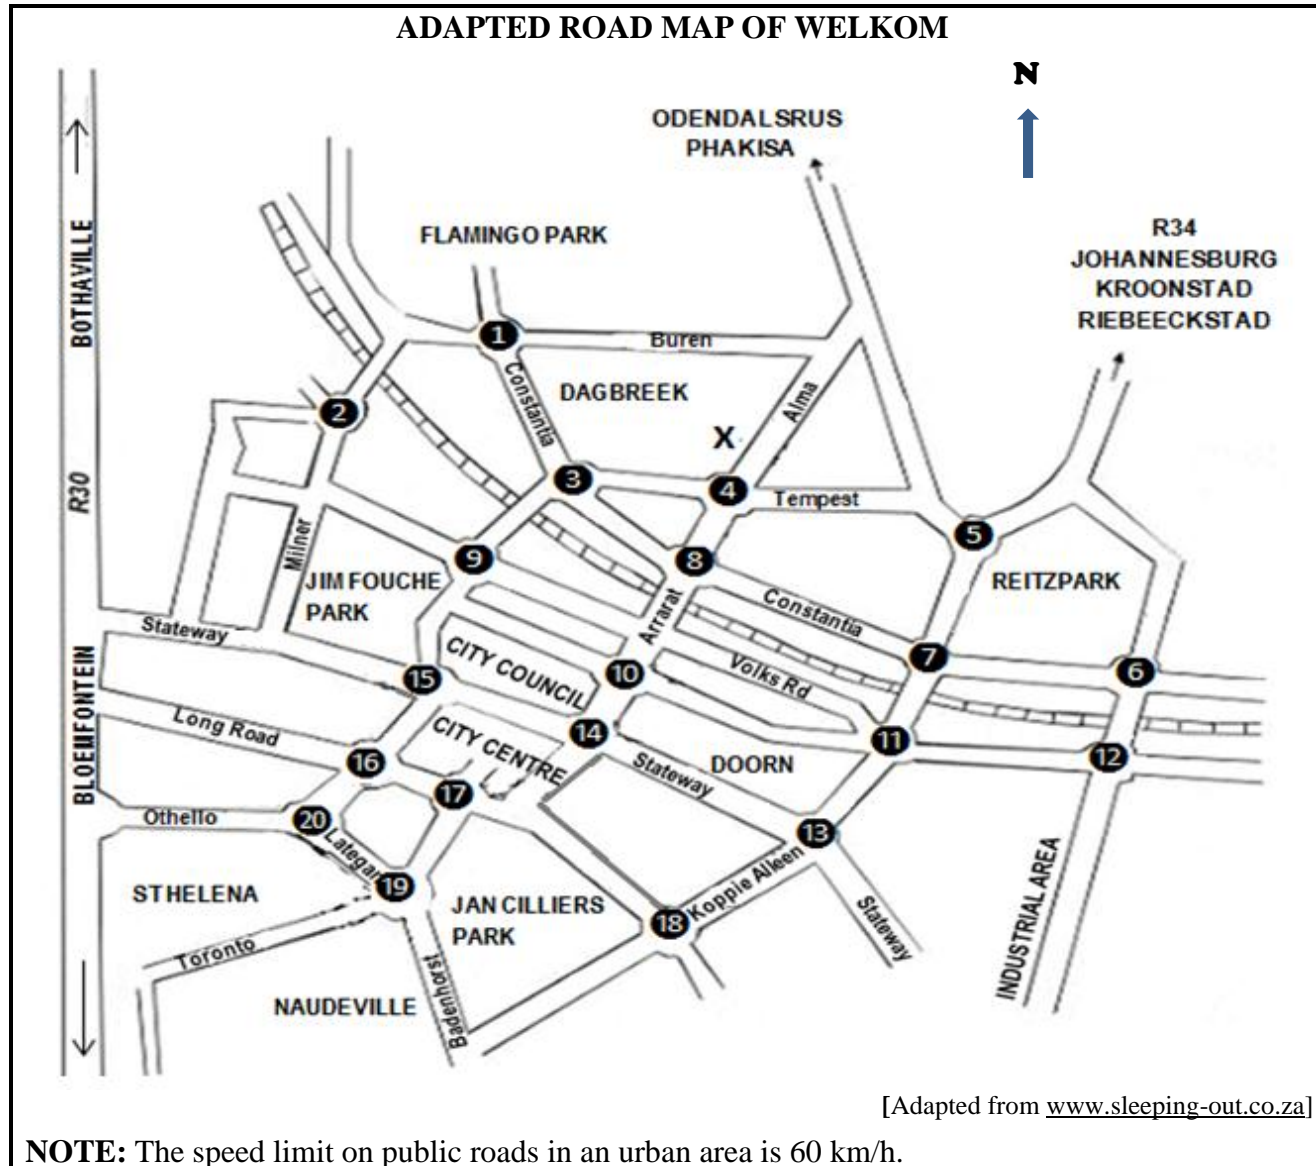 ADAPTED ROAD MAP OF WELKOM
N
ODENDALSRUS
PHAKISA
FLAMINGO PARK
R34
JOHANNESBURG
KROONSTAD
RIEBEECKSTAD
BOTHAVILLE
1
Buren
Constantia
DAGBREEK
Alma
2
X
3
4
Tempest
R30
5
Milner
9
8
JIM FOUCHE
PARK
REITZPARK
Constantia
Arrarat
Stateway
CITY COUNCIL
10
Volks Rd
7
6
15
BLOEMFONTEIN
Long Road
CITY CENTRE
14
Stateway
DOORN
11
12
16
17
Othello
20
Lategan
13
19
Koppie Alleen
STHELENA
JAN CILLIERS
PARK
18
Stateway
INDUSTRIAL AREA
Toronto
NAUDEVILLE
Badenhorst
[Adapted from www.sleeping-out.co.za]
NOTE: The speed limit on public roads in an urban area is 60 km/h.